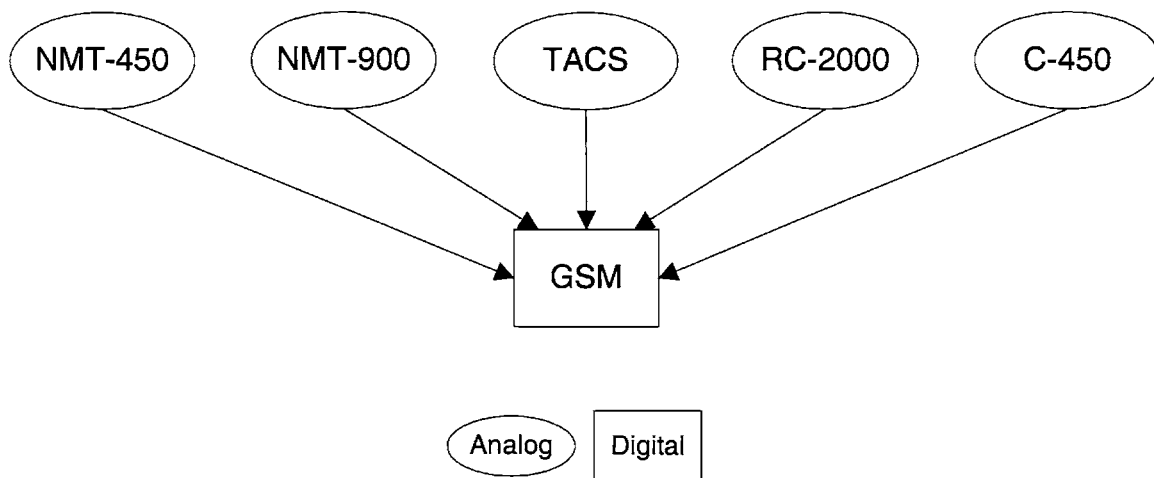 NMT-450
NMT-900
TACS
RC-2000
C-450
GSM
Analog
Digital